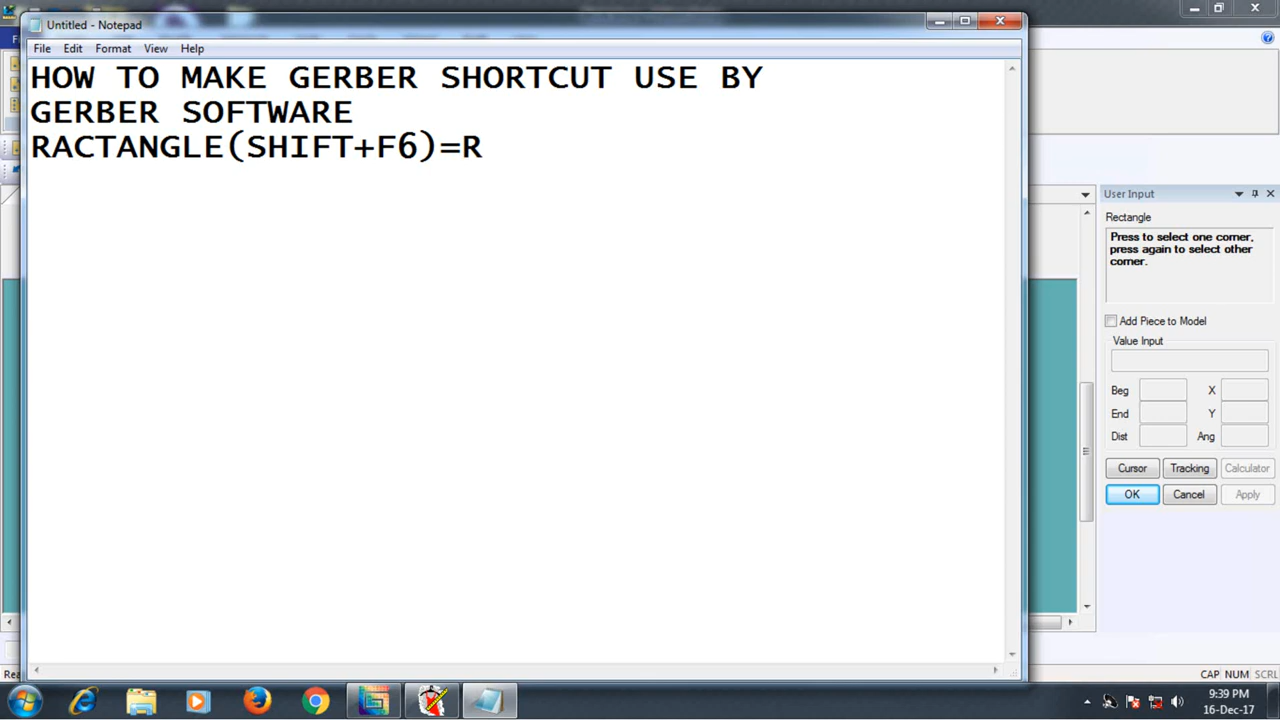 Untitled - Notepad
File Edit Format View Help
HOW TO MAKE GERBER SHORTCUT USE BY
GERBER SOFTWARE
RACTANGLE(SHIFT+F6)=R
User Input
Rectangle
Press to select one corner,
press again to select other
corner.
Add Piece to Model
Value Input
Beg X
End Y
Dist Ang
Cursor Tracking Calculator
OK Cancel Apply
CAP NUM SCRL
9:39 PM
16-Dec-17